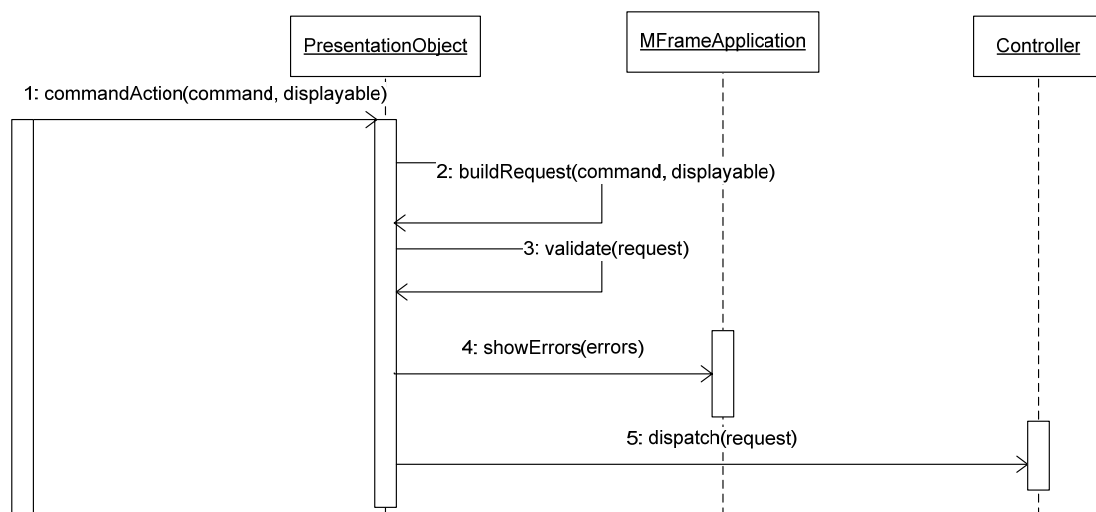 PresentationObject
MFrameApplication
Controller
1: commandAction(command, displayable)
2: buildRequest(command, displayable)
3: validate(request)
4: showErrors(errors)
5: dispatch(request)